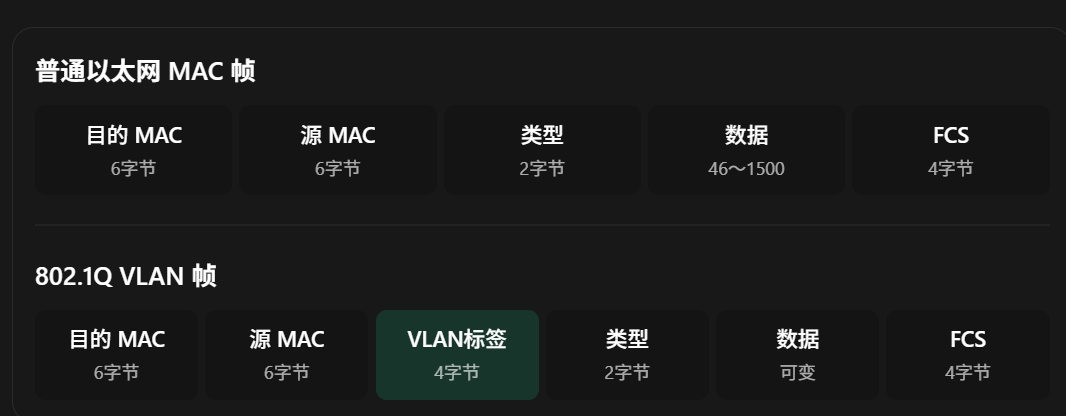 普通以太网 MAC 帧
目的 MAC 源 MAC 类型 数据 FCS
6字节 6字节 2字节 46～1500 4字节
802.1Q VLAN 帧
目的 MAC 源 MAC VLAN标签 类型 数据 FCS
6字节 6字节 4字节 2字节 可变 4字节